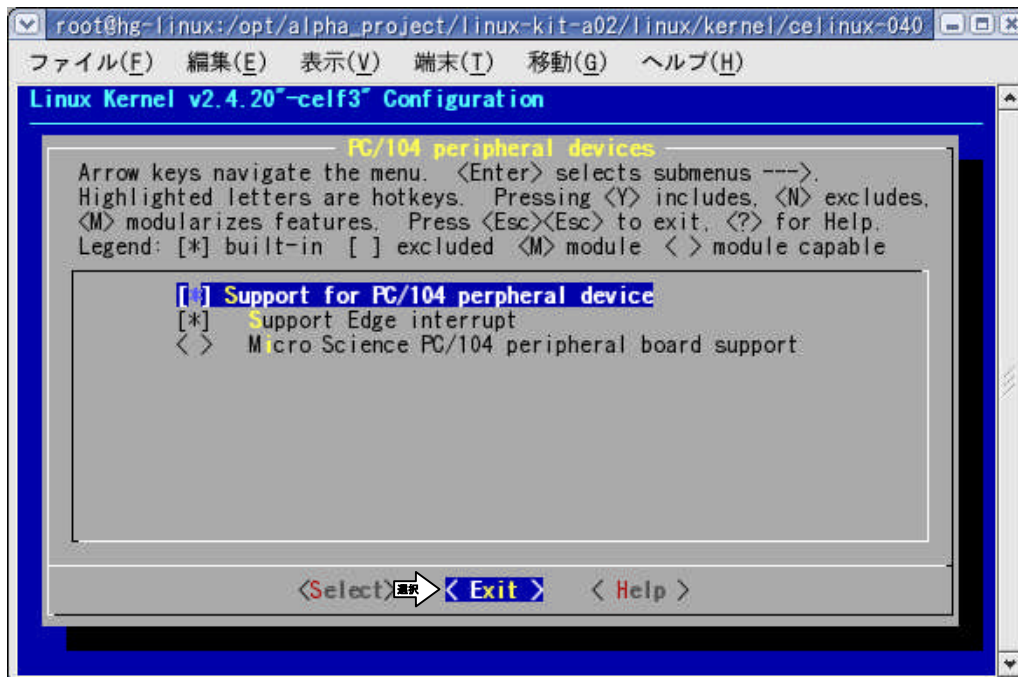 root@hg-linux:/opt/alpha_project/linux-kit-a02/linux/kernel/celinux-040
ファイル(F) 編集(E) 表示(V) 端末(T) 移動(G) ヘルプ(H)
Linux Kernel v2.4.20"-celf3" Configuration
PC/104 peripheral devices
Arrow keys navigate the menu. <Enter> selects submenus --->.
Highlighted letters are hotkeys. Pressing <Y> includes, <N> excludes,
<M> modularizes features. Press <Esc><Esc> to exit, <?> for Help.
Legend: [*] built-in [ ] excluded <M> module < > module capable
[*] Support for PC/104 perpheral device
[*] Support Edge interrupt
< > Micro Science PC/104 peripheral board support
<Select> 選択 < Exit > < Help >